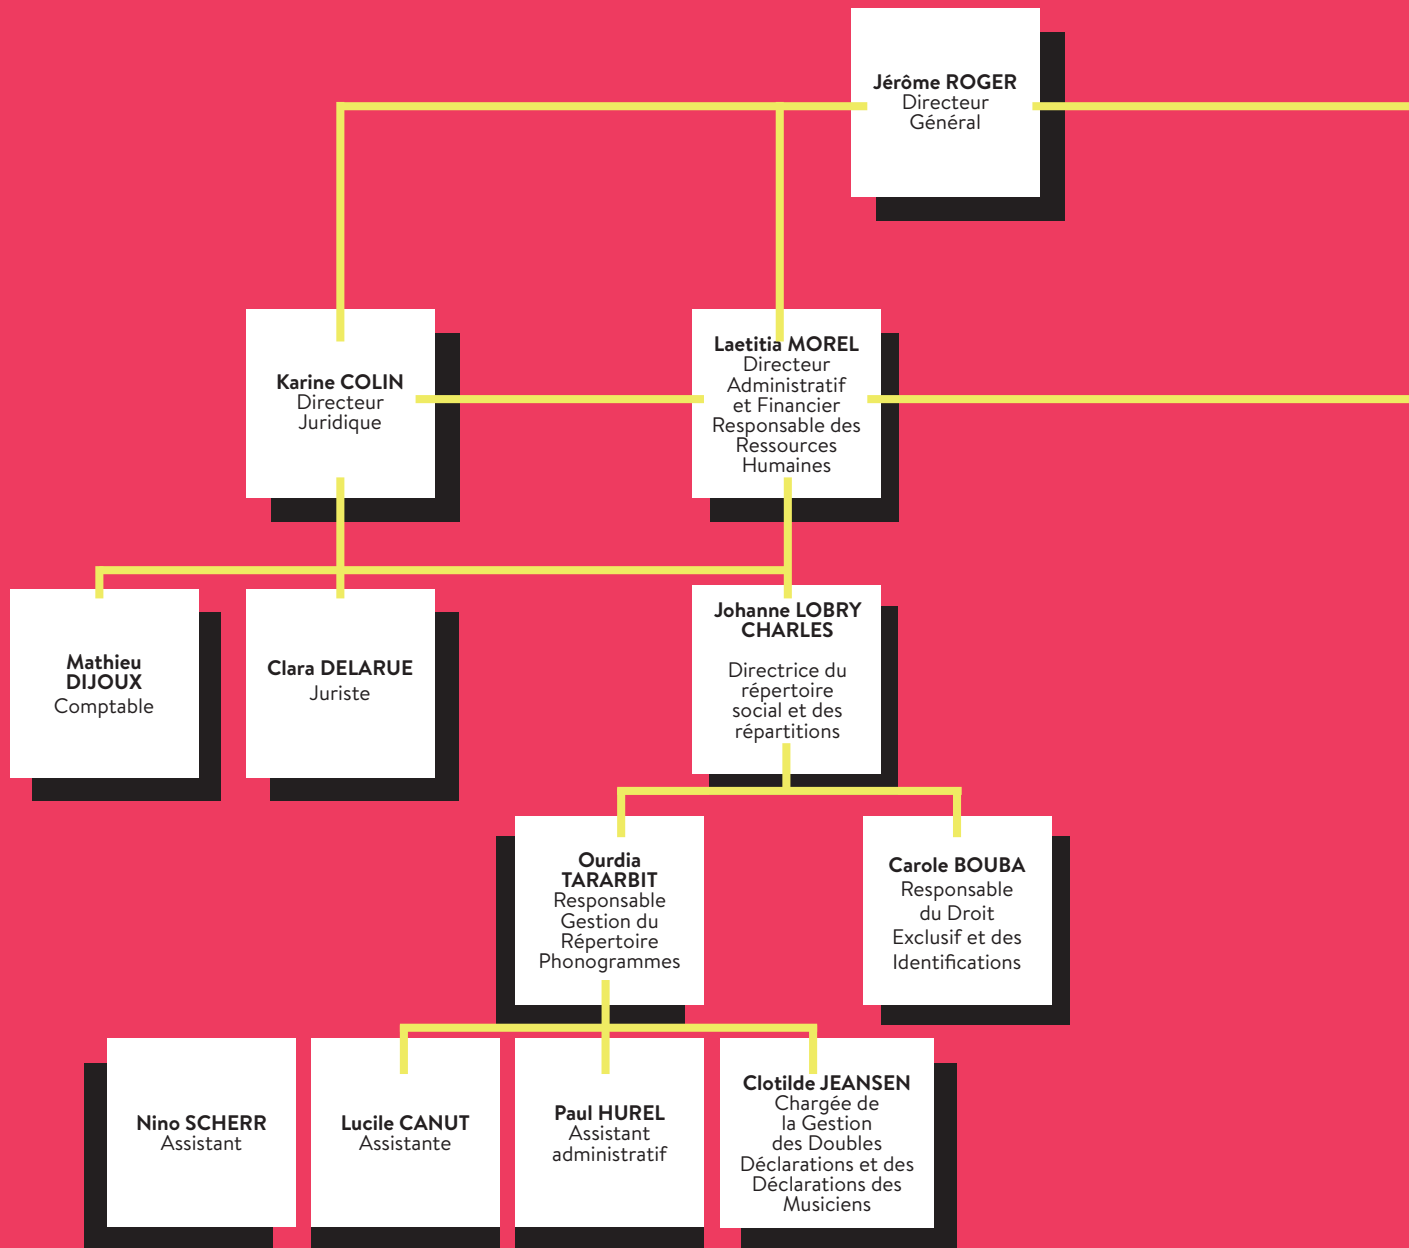 Jérôme ROGER
Directeur
Général
Karine COLIN
Directeur
Juridique
Laetitia MOREL
Directeur
Administratif
et Financier
Responsable des
Ressources
Humaines
Mathieu
DIJOUX
Comptable
Clara DELARUE
Juriste
Johanne LOBRY
CHARLES
Directrice du
répertoire
social et des
répartitions
Ourdia
TARARBIT
Responsable
Gestion du
Répertoire
Phonogrammes
Carole BOUBA
Responsable
du Droit
Exclusif et des
Identifications
Nino SCHERR
Assistant
Lucile CANUT
Assistante
Paul HUREL
Assistant
administratif
Clotilde JEANSEN
Chargée de
la Gestion
des Doubles
Déclarations et des
Déclarations des
Musiciens